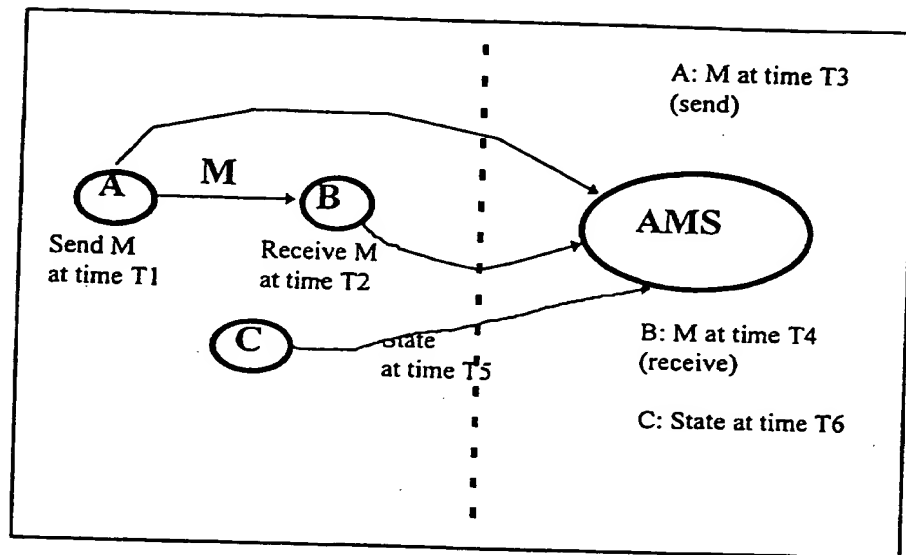 A: M at time T3
(send)
A
M
B
AMS
Send M
at time T1
Receive M
at time T2
C
State
at time T5
B: M at time T4
(receive)
C: State at time T6